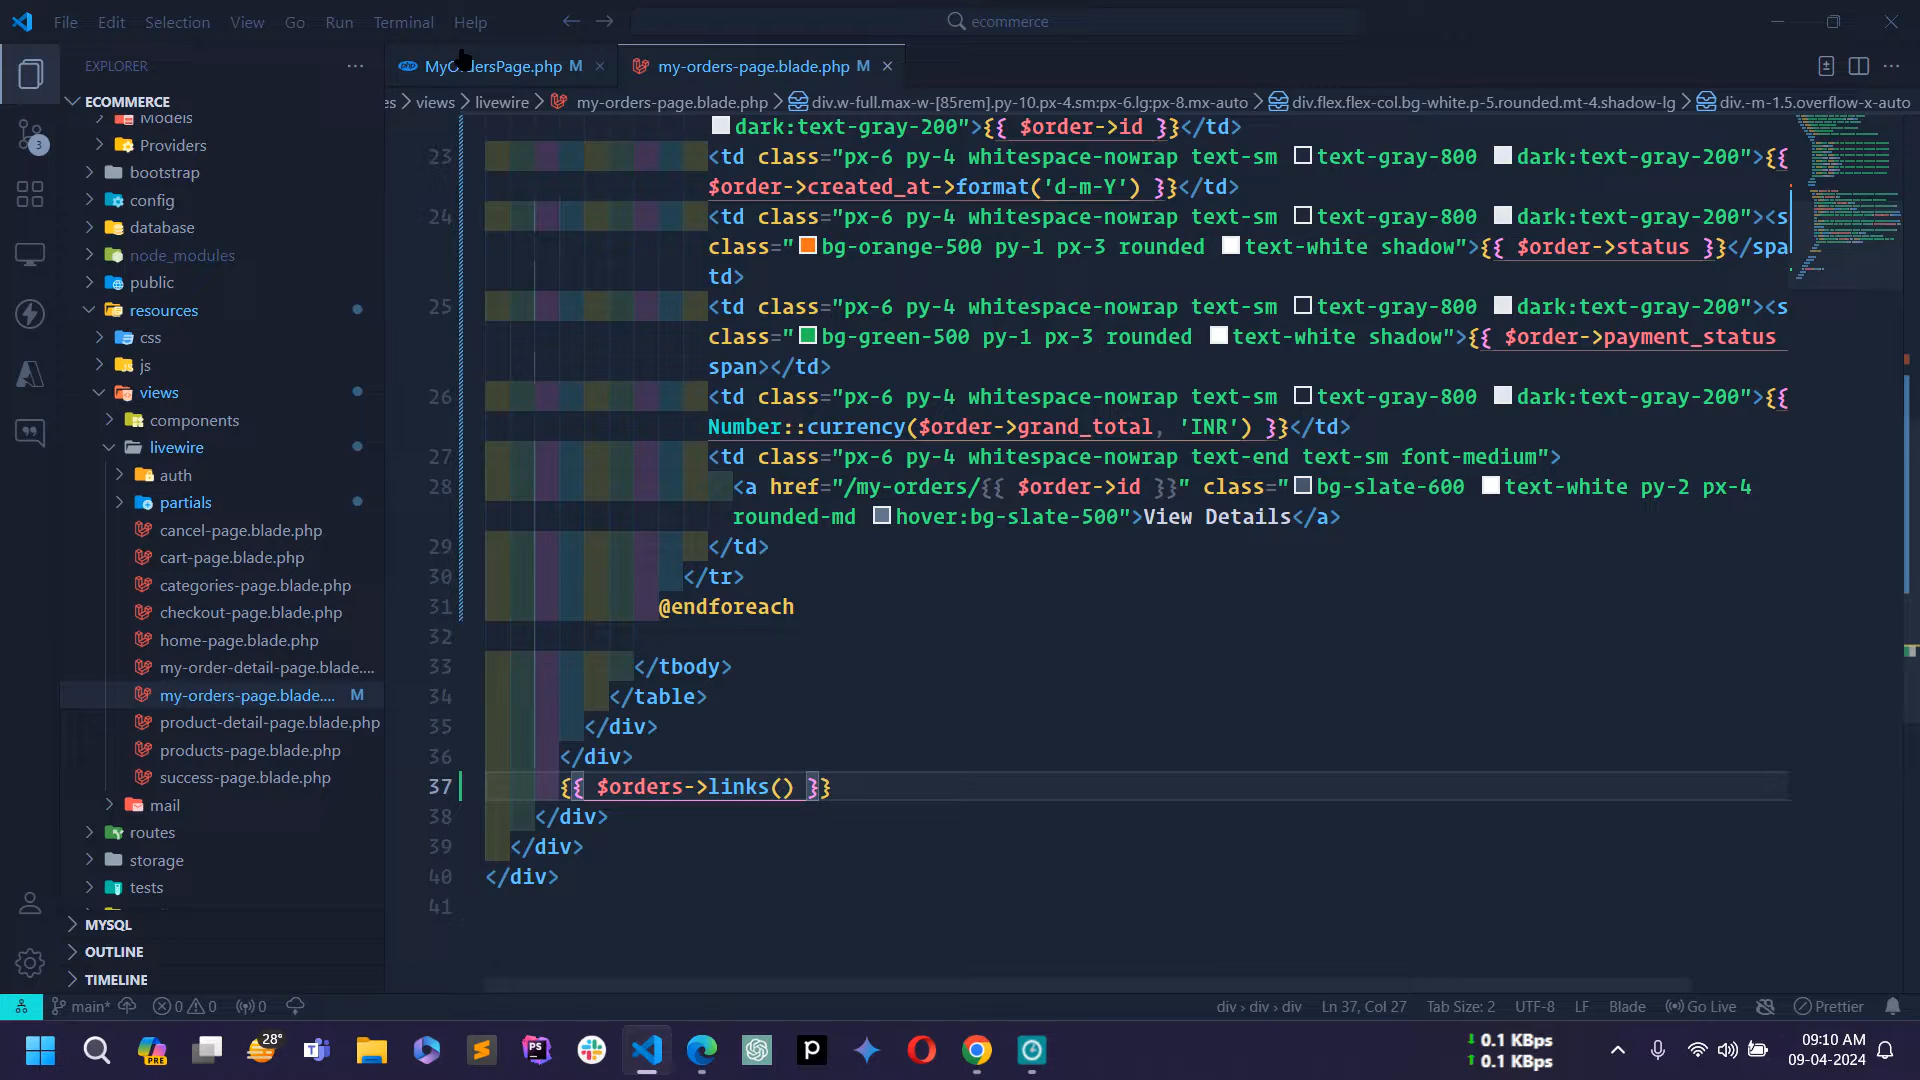 File Edit Selection View Go Run Terminal Help
ecommerce
EXPLORER
MyOrdersPage.php M
my-orders-page.blade.php M
ECOMMERCE
es > views > livewire > my-orders-page.blade.php > div.w-full.max-w-[85rem].py-10.px-4.sm:px-6.lg:px-8.mx-auto > div.flex.flex-col.bg-white.p-5.rounded.mt-4.shadow-lg > div.-m-1.5.overflow-x-auto
Models
Providers
bootstrap
config
database
node_modules
public
resources
css
js
views
components
livewire
auth
partials
cancel-page.blade.php
cart-page.blade.php
categories-page.blade.php
checkout-page.blade.php
home-page.blade.php
my-order-detail-page.blade....
my-orders-page.blade.... M
product-detail-page.blade.php
products-page.blade.php
success-page.blade.php
mail
routes
storage
tests
MYSQL
OUTLINE
TIMELINE
3
dark:text-gray-200">{{ $order->id }}</td>
23 <td class="px-6 py-4 whitespace-nowrap text-sm text-gray-800 dark:text-gray-200">{{
$order->created_at->format('d-m-Y') }}</td>
24 <td class="px-6 py-4 whitespace-nowrap text-sm text-gray-800 dark:text-gray-200"><s
class="bg-orange-500 py-1 px-3 rounded text-white shadow">{{ $order->status }}</spa
td>
25 <td class="px-6 py-4 whitespace-nowrap text-sm text-gray-800 dark:text-gray-200"><s
class="bg-green-500 py-1 px-3 rounded text-white shadow">{{ $order->payment_status
span></td>
26 <td class="px-6 py-4 whitespace-nowrap text-sm text-gray-800 dark:text-gray-200">{{
Number::currency($order->grand_total, 'INR') }}</td>
27 <td class="px-6 py-4 whitespace-nowrap text-end text-sm font-medium">
28 <a href="/my-orders/{{ $order->id }}" class="bg-slate-600 text-white py-2 px-4
rounded-md hover:bg-slate-500">View Details</a>
29 </td>
30 </tr>
31 @endforeach
32
33 </tbody>
34 </table>
35 </div>
36 </div>
37 {{ $orders->links() }}
38 </div>
39 </div>
40 </div>
41
main* 0 0 0
div > div > div Ln 37, Col 27 Tab Size: 2 UTF-8 LF Blade Go Live Prettier
PRE
28°
PS
p
0.1 KBps
0.1 KBps
09:10 AM
09-04-2024